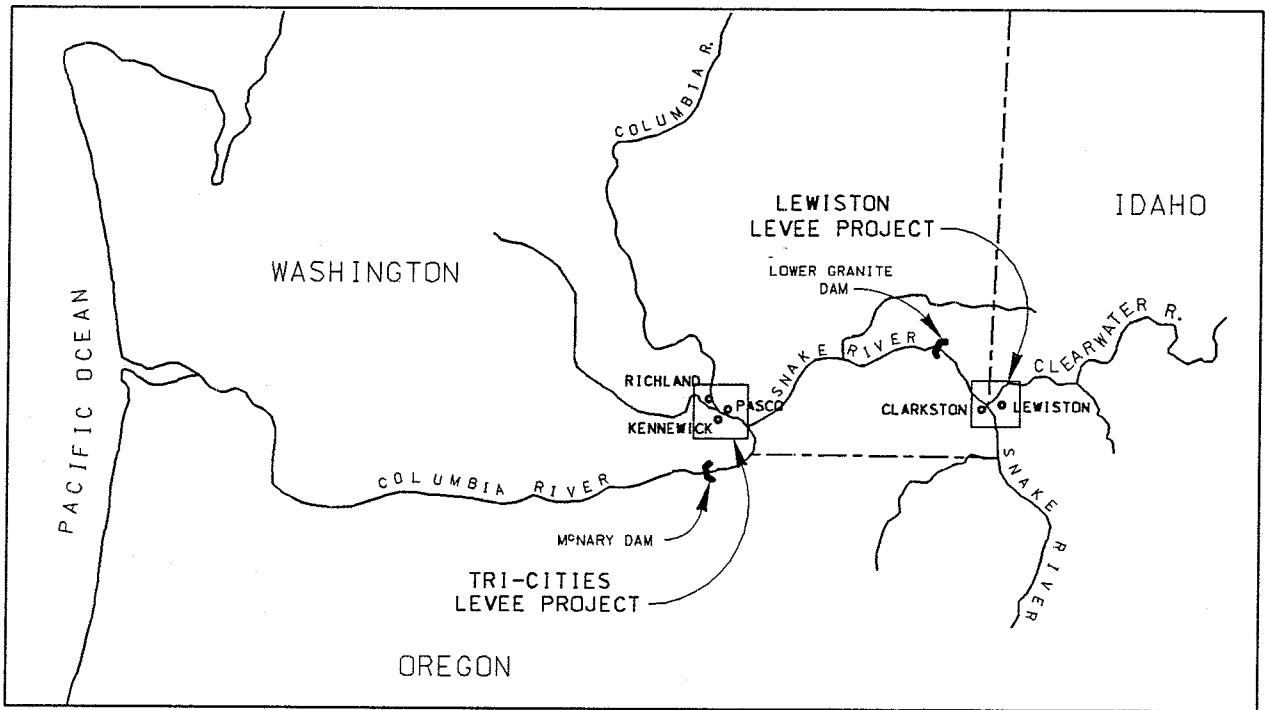 COLUMBIA R.
LEWISTON
LEVEE PROJECT
IDAHO
WASHINGTON
LOWER GRANITE
DAM
PACIFIC OCEAN
SNAKE RIVER
CLEARWATER R.
RICHLAND
PASCO
KENNEWICK
CLARKSTON
LEWISTON
COLUMBIA RIVER
SNAKE RIVER
McNARY DAM
TRI-CITIES
LEVEE PROJECT
OREGON